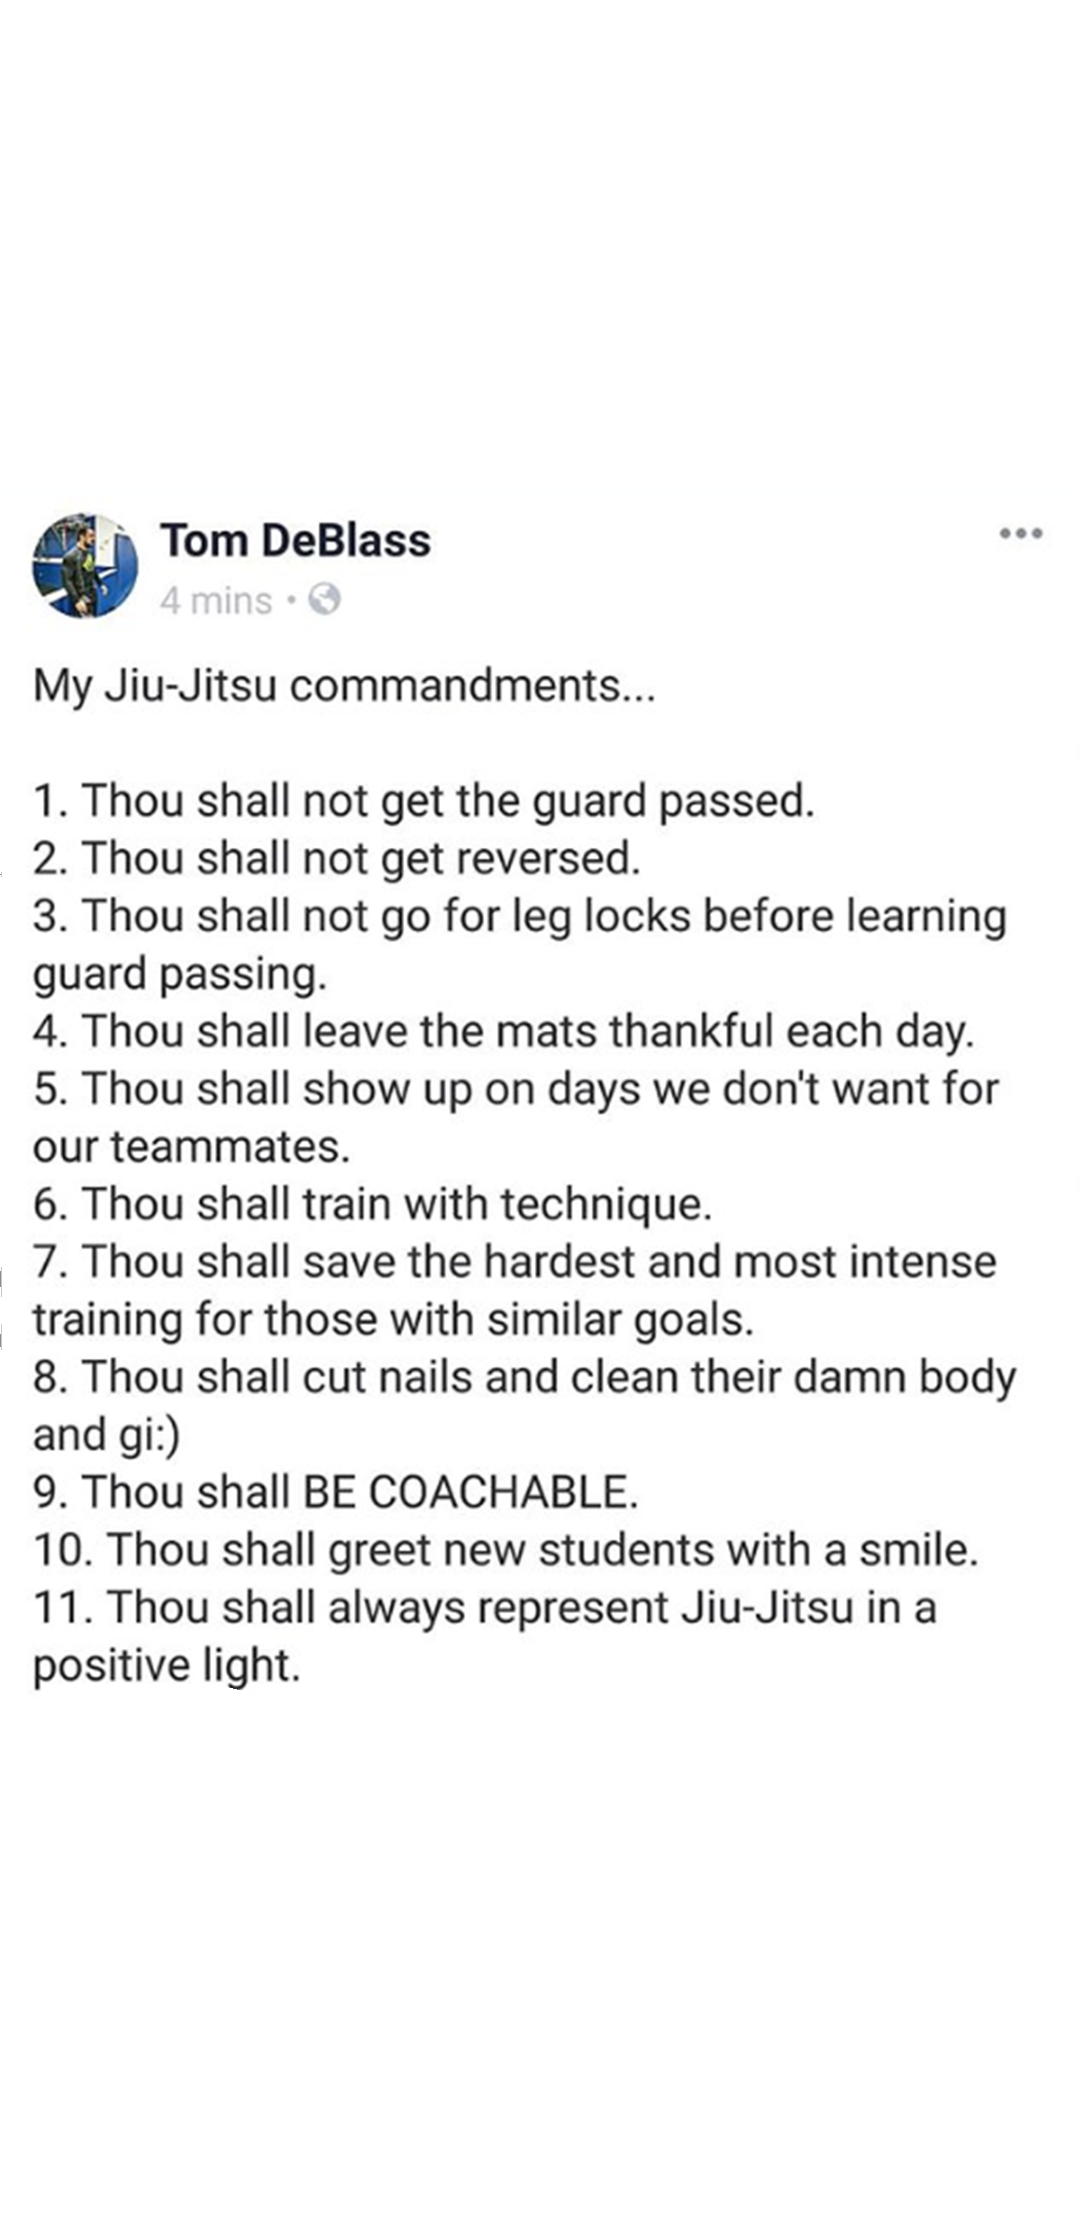 Tom DeBlass
4 mins •
My Jiu-Jitsu commandments...
1. Thou shall not get the guard passed.
2. Thou shall not get reversed.
3. Thou shall not go for leg locks before learning
guard passing.
4. Thou shall leave the mats thankful each day.
5. Thou shall show up on days we don't want for
our teammates.
6. Thou shall train with technique.
7. Thou shall save the hardest and most intense
training for those with similar goals.
8. Thou shall cut nails and clean their damn body
and gi:)
9. Thou shall BE COACHABLE.
10. Thou shall greet new students with a smile.
11. Thou shall always represent Jiu-Jitsu in a
positive light.